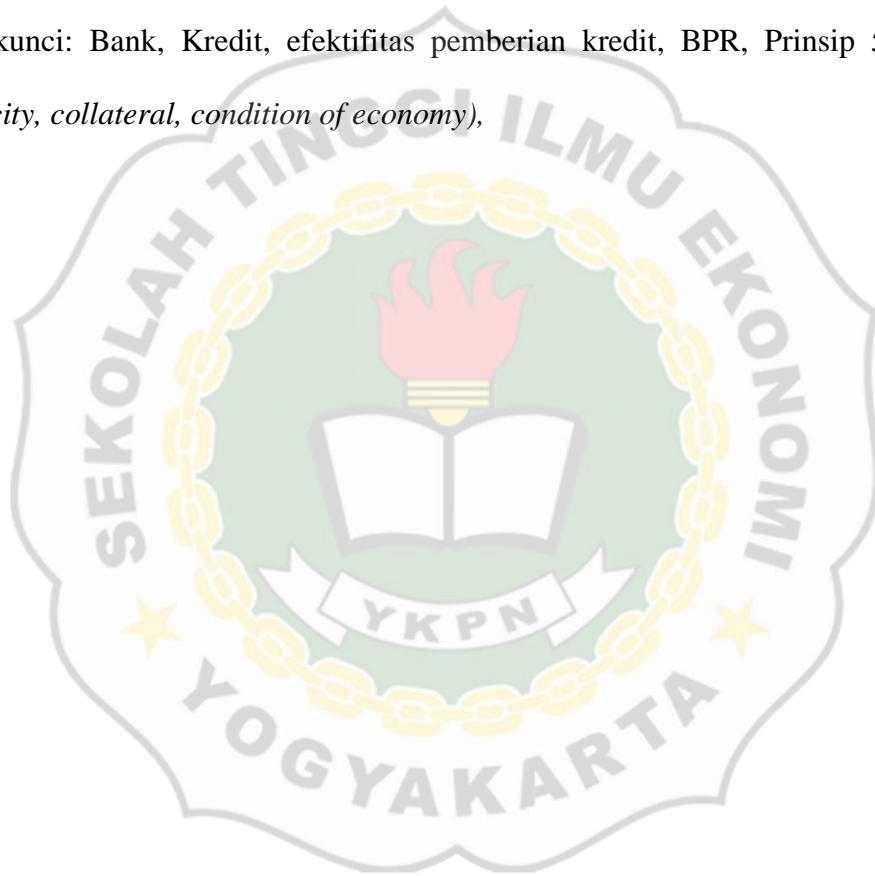 kunci: Bank, Kredit, efektifitas pemberian kredit, BPR, Prinsip
city, collateral, condition of economy),
SEKOLAH TINGGI ILMU EKONOMI
YKPN
YOGYAKARTA